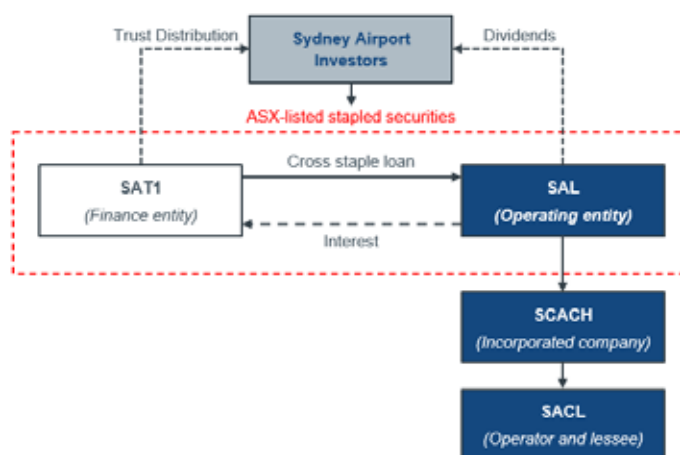 Trust Distribution
Sydney Airport
Investors
Dividends
ASX-listed stapled securities
SAT1
(Finance entity)
Cross staple loan
SAL
(Operating entity)
Interest
SCACH
(Incorporated company)
SACL
(Operator and lessee)